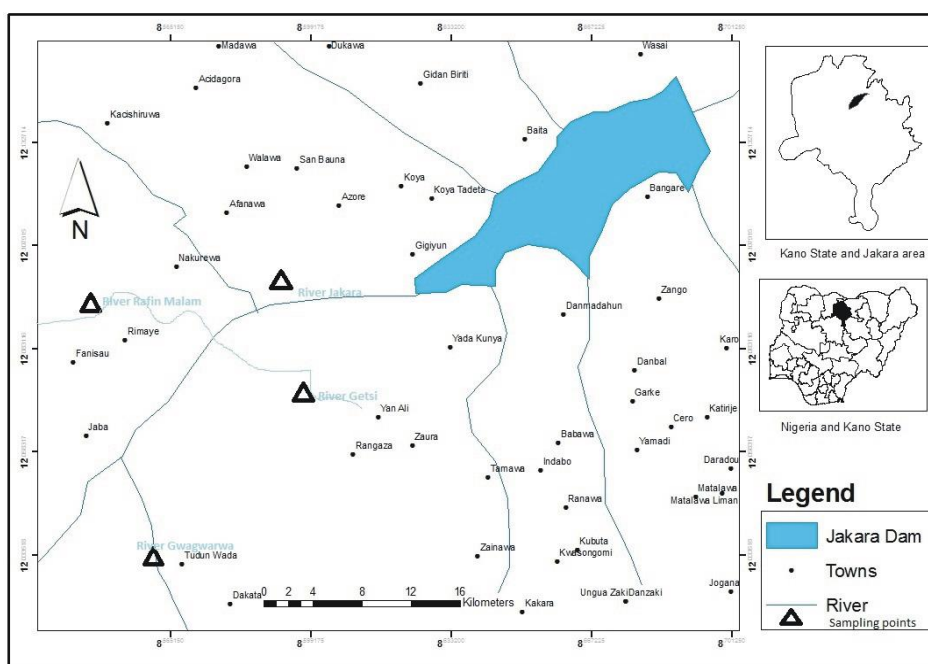 Madawa
Dukawa
Wasai
Acidagora
Gidan Biriti
Kacishiruwa
Baita
Walawa
San Bauna
Koya
Koya Tadeta
Bangare
Azore
Afanawa
Kano State and Jakara area
N
Gigiyun
Nakurewa
River Jakara
Zango
River Rafin Malam
Danmadahun
Rimaye
Yada Kunya
Karo
Fanisau
Danbal
River Getsi
Garke
Yan Ali
Cero
Katirije
Nigeria and Kano State
Jaba
Zaura
Babawa
Yamadi
Rangaza
Daradou
Tamawa
Indabo
Matalawa
Matalawa Liman
Legend
Ranawa
Jakara Dam
River Gwagwarwa
Kubuta
Zainawa
Kwasongomi
Tudun Wada
Towns
Jogana
Dakata
0 2 4 8 12 16
Kilometers
Ungua ZakiDanzaki
Kakara
River
Sampling points